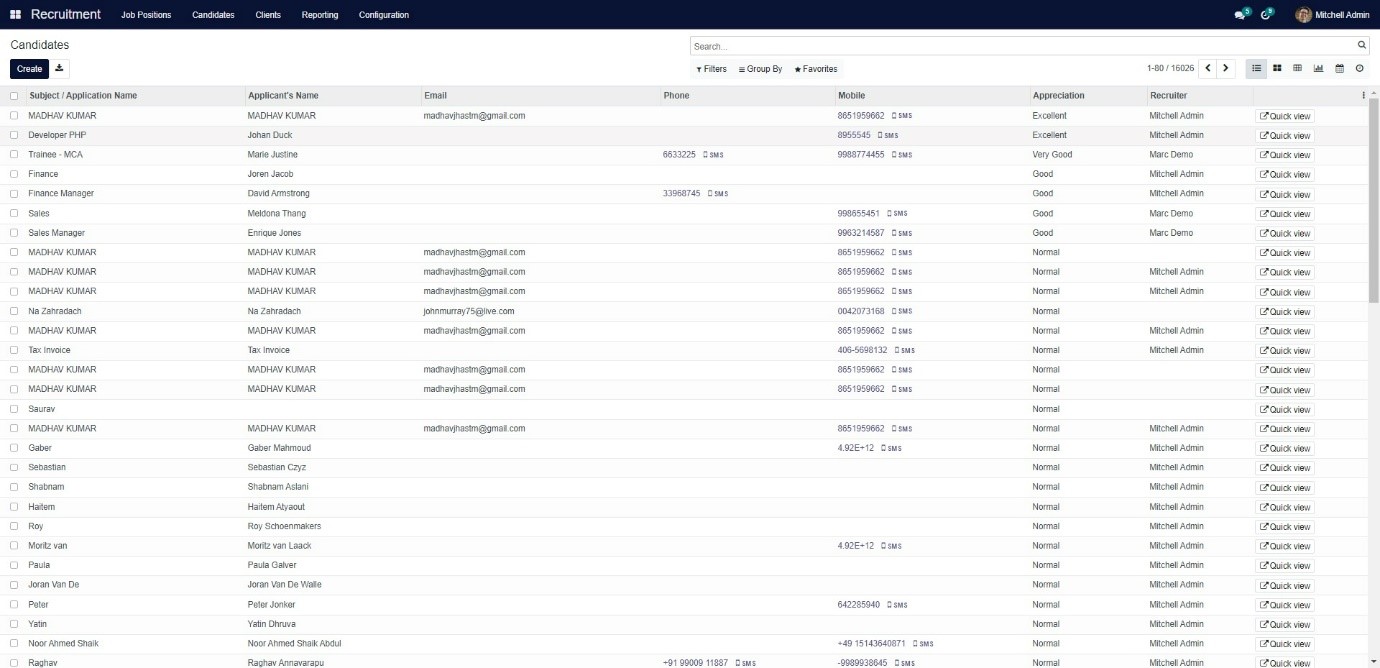 Recruitment Job Positions Candidates Clients Reporting Configuration 5 9 Mitchell Admin
Candidates Search...
Create Filters Group By Favorites 1-80 / 16026
Subject / Application Name Applicant's Name Email Phone Mobile Appreciation Recruiter
MADHAV KUMAR MADHAV KUMAR madhavjhastm@gmail.com 8651959662 SMS Excellent Mitchell Admin Quick view
Developer PHP Johan Duck 8955545 SMS Excellent Mitchell Admin Quick view
Trainee - MCA Marie Justine 6633225 SMS 9988774455 SMS Very Good Marc Demo Quick view
Finance Joren Jacob Good Mitchell Admin Quick view
Finance Manager David Armstrong 33968745 SMS Good Mitchell Admin Quick view
Sales Meldona Thang 998655451 SMS Good Marc Demo Quick view
Sales Manager Enrique Jones 9963214587 SMS Good Marc Demo Quick view
MADHAV KUMAR MADHAV KUMAR madhavjhastm@gmail.com 8651959662 SMS Normal Quick view
MADHAV KUMAR MADHAV KUMAR madhavjhastm@gmail.com 8651959662 SMS Normal Mitchell Admin Quick view
MADHAV KUMAR MADHAV KUMAR madhavjhastm@gmail.com 8651959662 SMS Normal Mitchell Admin Quick view
Na Zahradach Na Zahradach johnmurray75@live.com 0042073168 SMS Normal Quick view
MADHAV KUMAR MADHAV KUMAR madhavjhastm@gmail.com 8651959662 SMS Normal Mitchell Admin Quick view
Tax Invoice Tax Invoice 406-5698132 SMS Normal Mitchell Admin Quick view
MADHAV KUMAR MADHAV KUMAR madhavjhastm@gmail.com 8651959662 SMS Normal Quick view
MADHAV KUMAR MADHAV KUMAR madhavjhastm@gmail.com 8651959662 SMS Normal Quick view
Saurav Normal Quick view
MADHAV KUMAR MADHAV KUMAR madhavjhastm@gmail.com 8651959662 SMS Normal Mitchell Admin Quick view
Gaber Gaber Mahmoud 4.92E+12 SMS Normal Mitchell Admin Quick view
Sebastian Sebastian Czyz Normal Mitchell Admin Quick view
Shabnam Shabnam Aslani Normal Mitchell Admin Quick view
Haitem Haitem Atyaout Normal Mitchell Admin Quick view
Roy Roy Schoenmakers Normal Mitchell Admin Quick view
Moritz van Moritz van Laack 4.92E+12 SMS Normal Mitchell Admin Quick view
Paula Paula Galver Normal Mitchell Admin Quick view
Joran Van De Joran Van De Walle Normal Mitchell Admin Quick view
Peter Peter Jonker 642285940 SMS Normal Mitchell Admin Quick view
Yatin Yatin Dhruva Normal Mitchell Admin Quick view
Noor Ahmed Shaik Noor Ahmed Shaik Abdul +49 15143640871 SMS Normal Mitchell Admin Quick view
Raghav Raghav Annavarapu +91 99009 11887 SMS -9989938645 SMS Normal Mitchell Admin Quick view